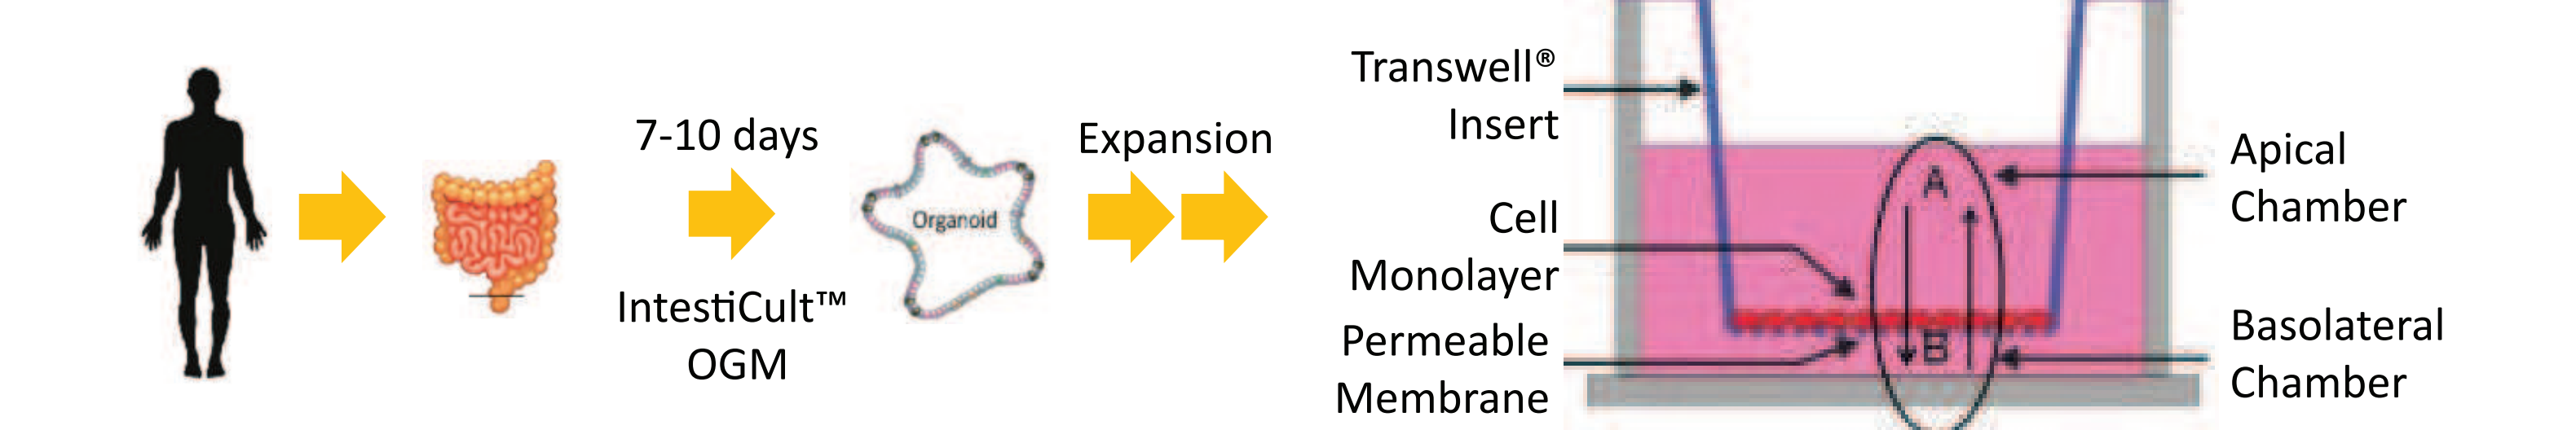 7-10 days
IntestiCult™
OGM
Organoid
Expansion
Transwell®
Insert
Cell
Monolayer
Permeable
Membrane
A
B
Apical
Chamber
Basolateral
Chamber